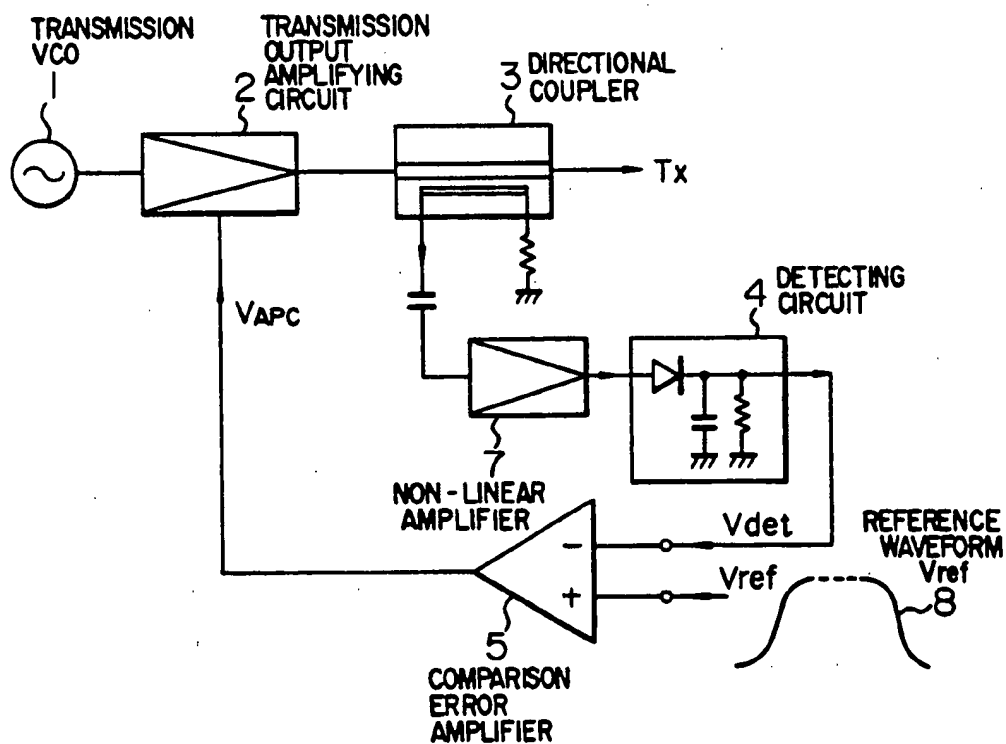 TRANSMISSION
VCO
1
TRANSMISSION
OUTPUT
AMPLIFYING
CIRCUIT
2
3
DIRECTIONAL
COUPLER
Tx
VAPC
4
DETECTING
CIRCUIT
7
NON-LINEAR
AMPLIFIER
Vdet
Vref
-
+
5
COMPARISON
ERROR
AMPLIFIER
REFERENCE
WAVEFORM
Vref
8